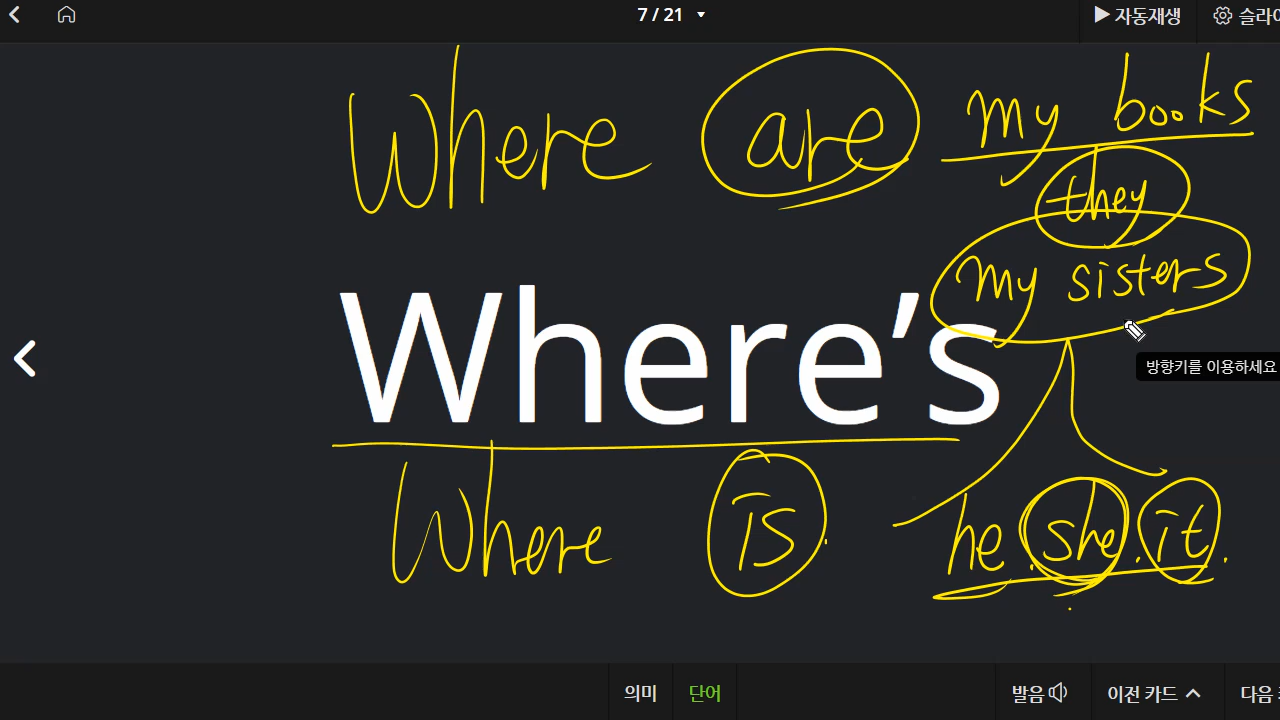 7 / 21
자동재생
Where are my books
they
my sisters
Where's
방향키를 이용하세요
Where is. he. she. it.
의미 단어 발음 이전 카드 다음